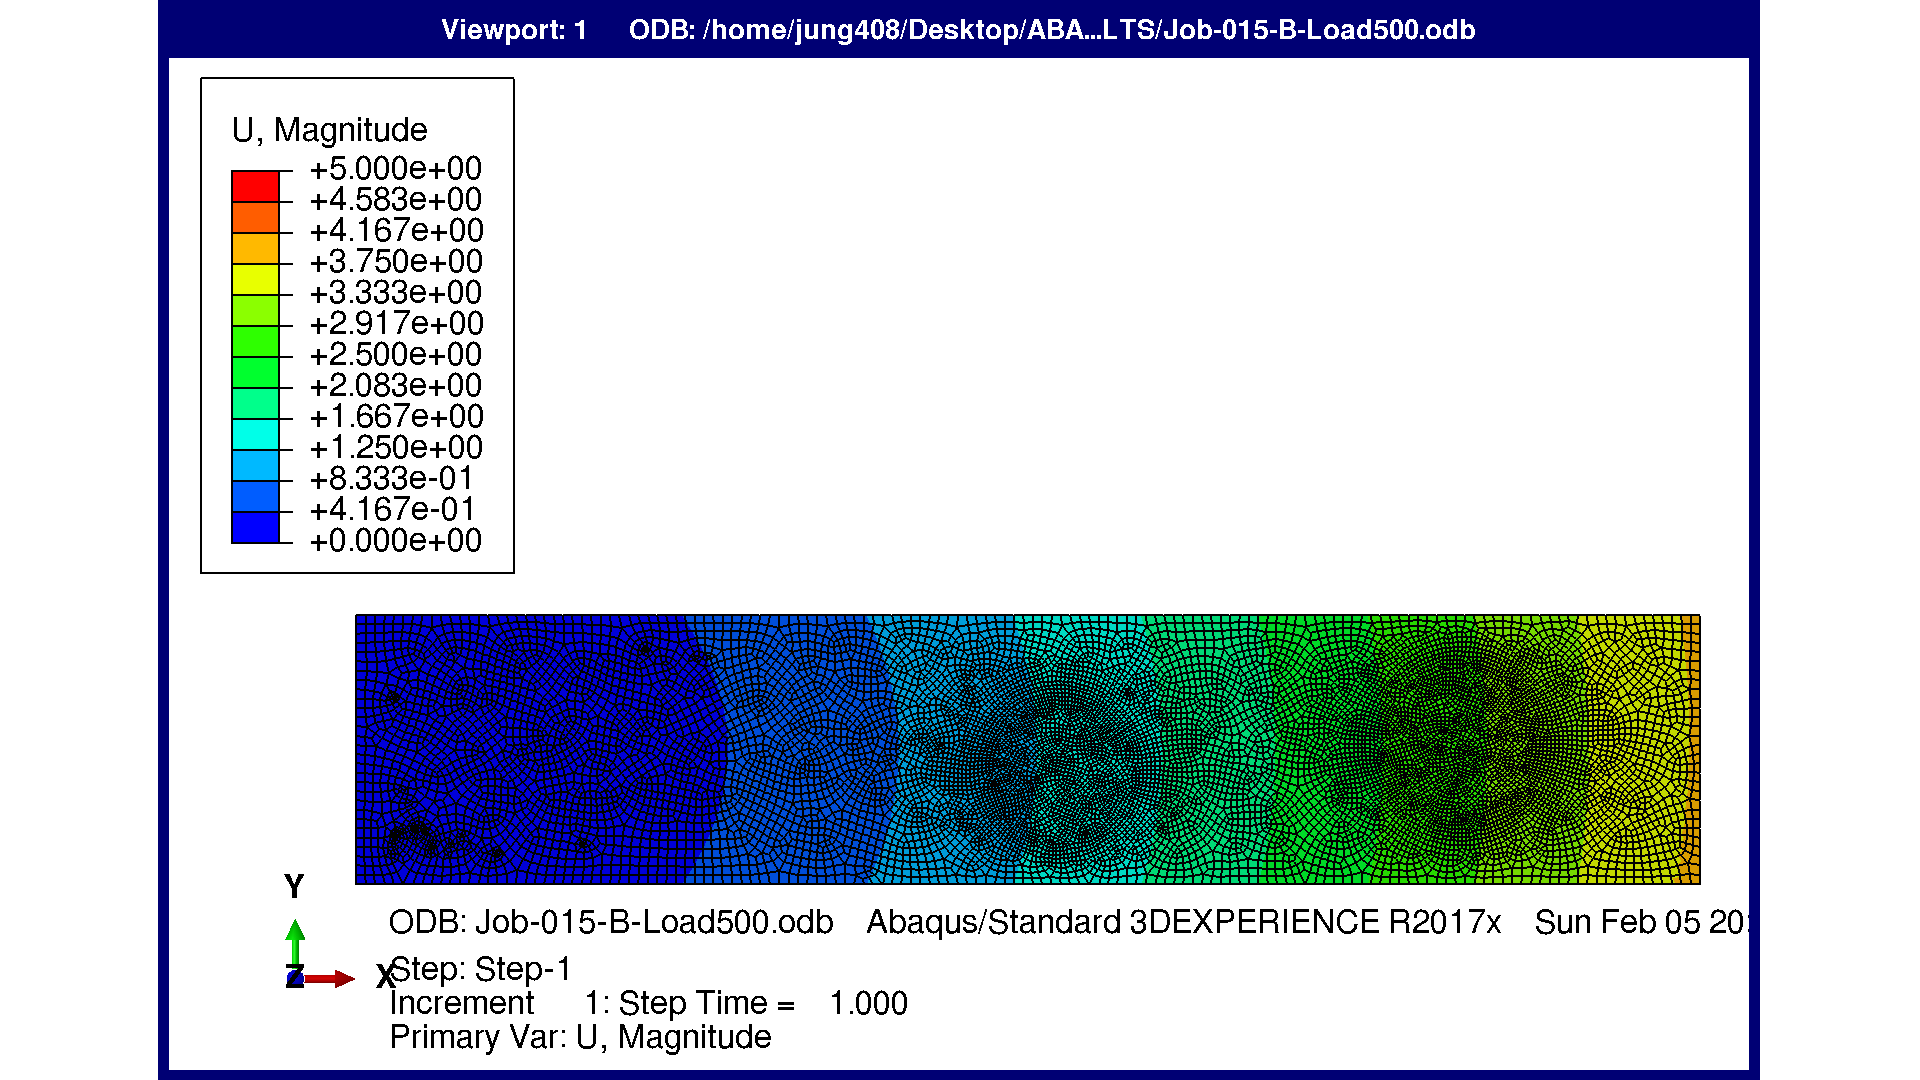 Viewport: 1 ODB: /home/jung408/Desktop/ABA...LTS/Job-015-B-Load500.odb
U, Magnitude
+5.000e+00
+4.583e+00
+4.167e+00
+3.750e+00
+3.333e+00
+2.917e+00
+2.500e+00
+2.083e+00
+1.667e+00
+1.250e+00
+8.333e-01
+4.167e-01
+0.000e+00
Y
Z
X
ODB: Job-015-B-Load500.odb Abaqus/Standard 3DEXPERIENCE R2017x Sun Feb 05 20
Step: Step-1
Increment 1: Step Time = 1.000
Primary Var: U, Magnitude